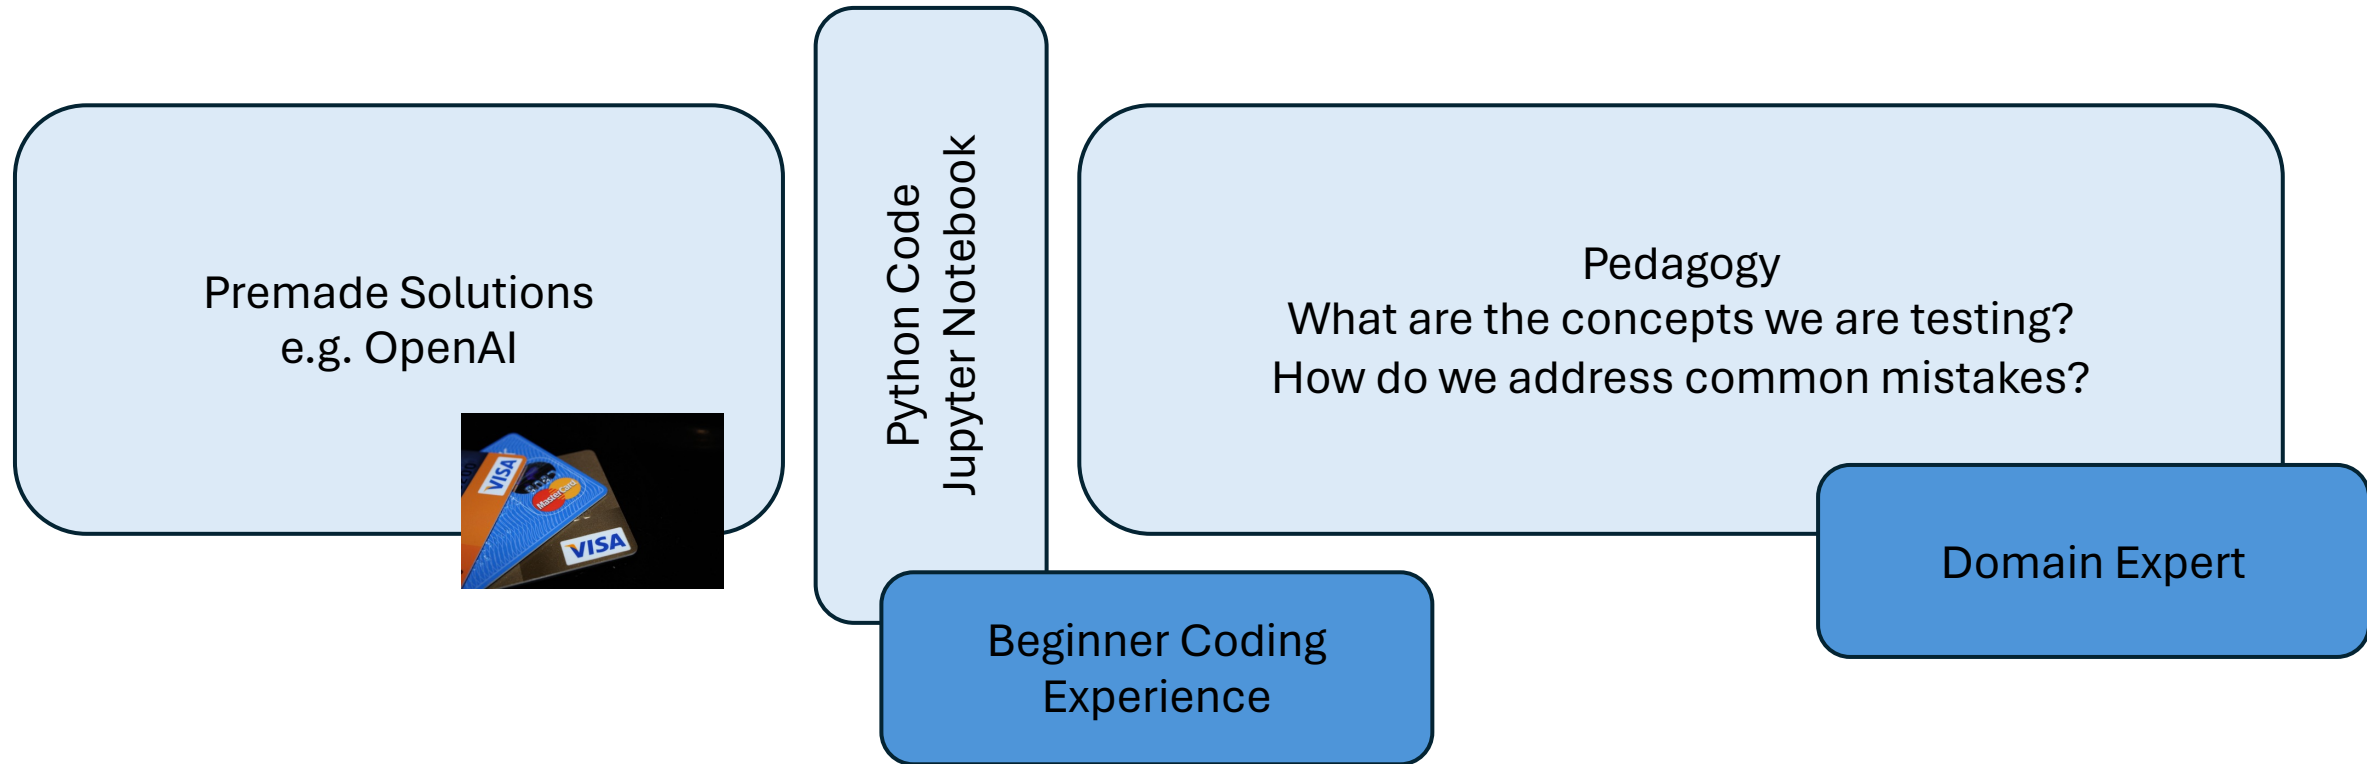 Premade Solutions
e.g. OpenAI
VISA
MasterCard
VISA
Python Code
Jupyter Notebook
Pedagogy
What are the concepts we are testing?
How do we address common mistakes?
Beginner Coding
Experience
Domain Expert